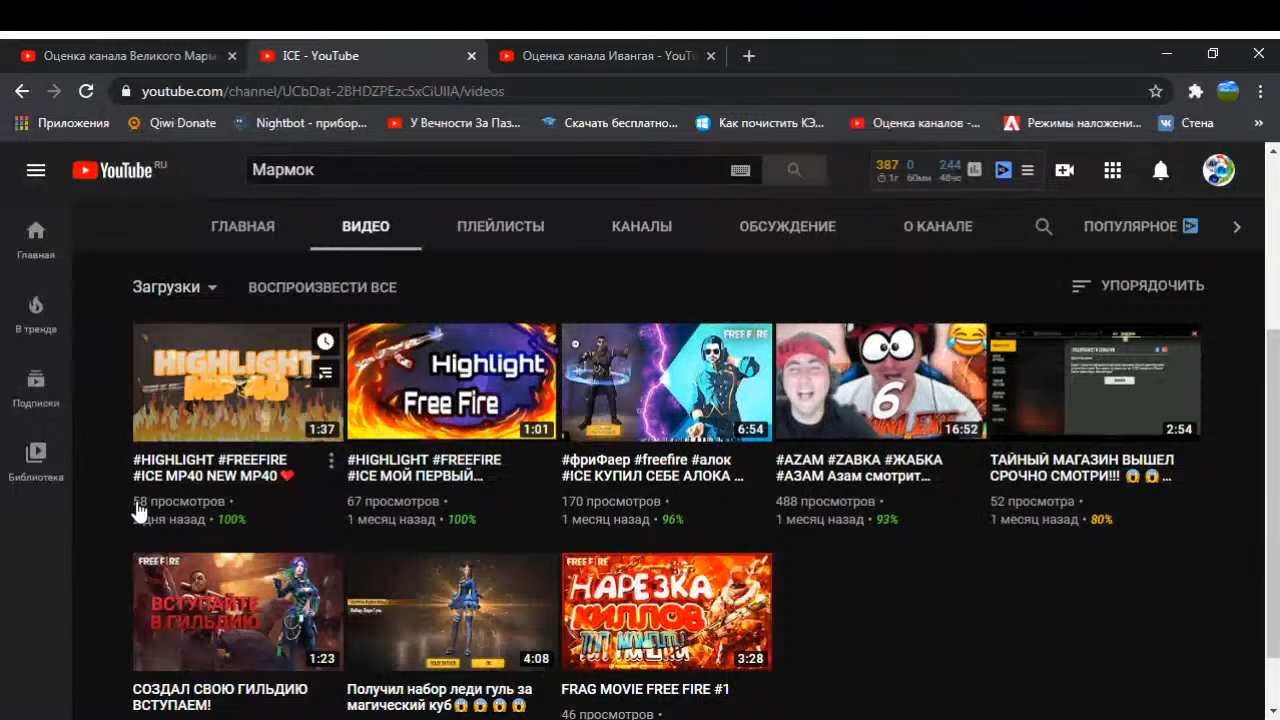 Оценка канала Великого Марм
ICE - YouTube
Оценка канала Ивангая - YouT
youtube.com/channel/UCbDat-2BHDZPEzc5xCiUIIA/videos
Приложения
Qiwi Donate
Nightbot - прибор...
У Вечности За Паз...
Скачать бесплатно...
Как почистить КЭ...
Оценка каналов -...
Режимы наложени...
Стена
YouTube RU
Мармок
387 0 244
1г 60мн 48чс
ГЛАВНАЯ
ВИДЕО
ПЛЕЙЛИСТЫ
КАНАЛЫ
ОБСУЖДЕНИЕ
О КАНАЛЕ
ПОПУЛЯРНОЕ
Главная
В тренде
Подписки
Библиотека
Загрузки
ВОСПРОИЗВЕСТИ ВСЕ
УПОРЯДОЧИТЬ
HIGHLIGHT
MP40
1:37
#HIGHLIGHT #FREEFIRE
#ICE MP40 NEW MP40 ❤️
58 просмотров •
дня назад • 100%
Highlight
Free Fire
1:01
#HIGHLIGHT #FREEFIRE
#ICE МОЙ ПЕРВЫЙ...
67 просмотров •
1 месяц назад • 100%
FREE FIRE
6:54
#фриФаер #freefire #алок
#ICE КУПИЛ СЕБЕ АЛОКА ...
170 просмотров •
1 месяц назад • 96%
6
16:52
#AZAM #ZABKA #ЖАБКА
#АЗАМ Азам смотрит...
488 просмотров •
1 месяц назад • 93%
2:54
ТАЙНЫЙ МАГАЗИН ВЫШЕЛ
СРОЧНО СМОТРИ!!! 😱 😱 ...
52 просмотра •
1 месяц назад • 80%
FREE FIRE
ВСТУПАЙТЕ
В ГИЛЬДИЮ
1:23
СОЗДАЛ СВОЮ ГИЛЬДИЮ
ВСТУПАЕМ!
4:08
Получил набор леди гуль за
магический куб😱😱😱😱
FREE FIRE
НАРЕЗКА
КИЛЛОВ
ТОП МОМЕНТЫ
3:28
FRAG MOVIE FREE FIRE #1
46 просмотров •